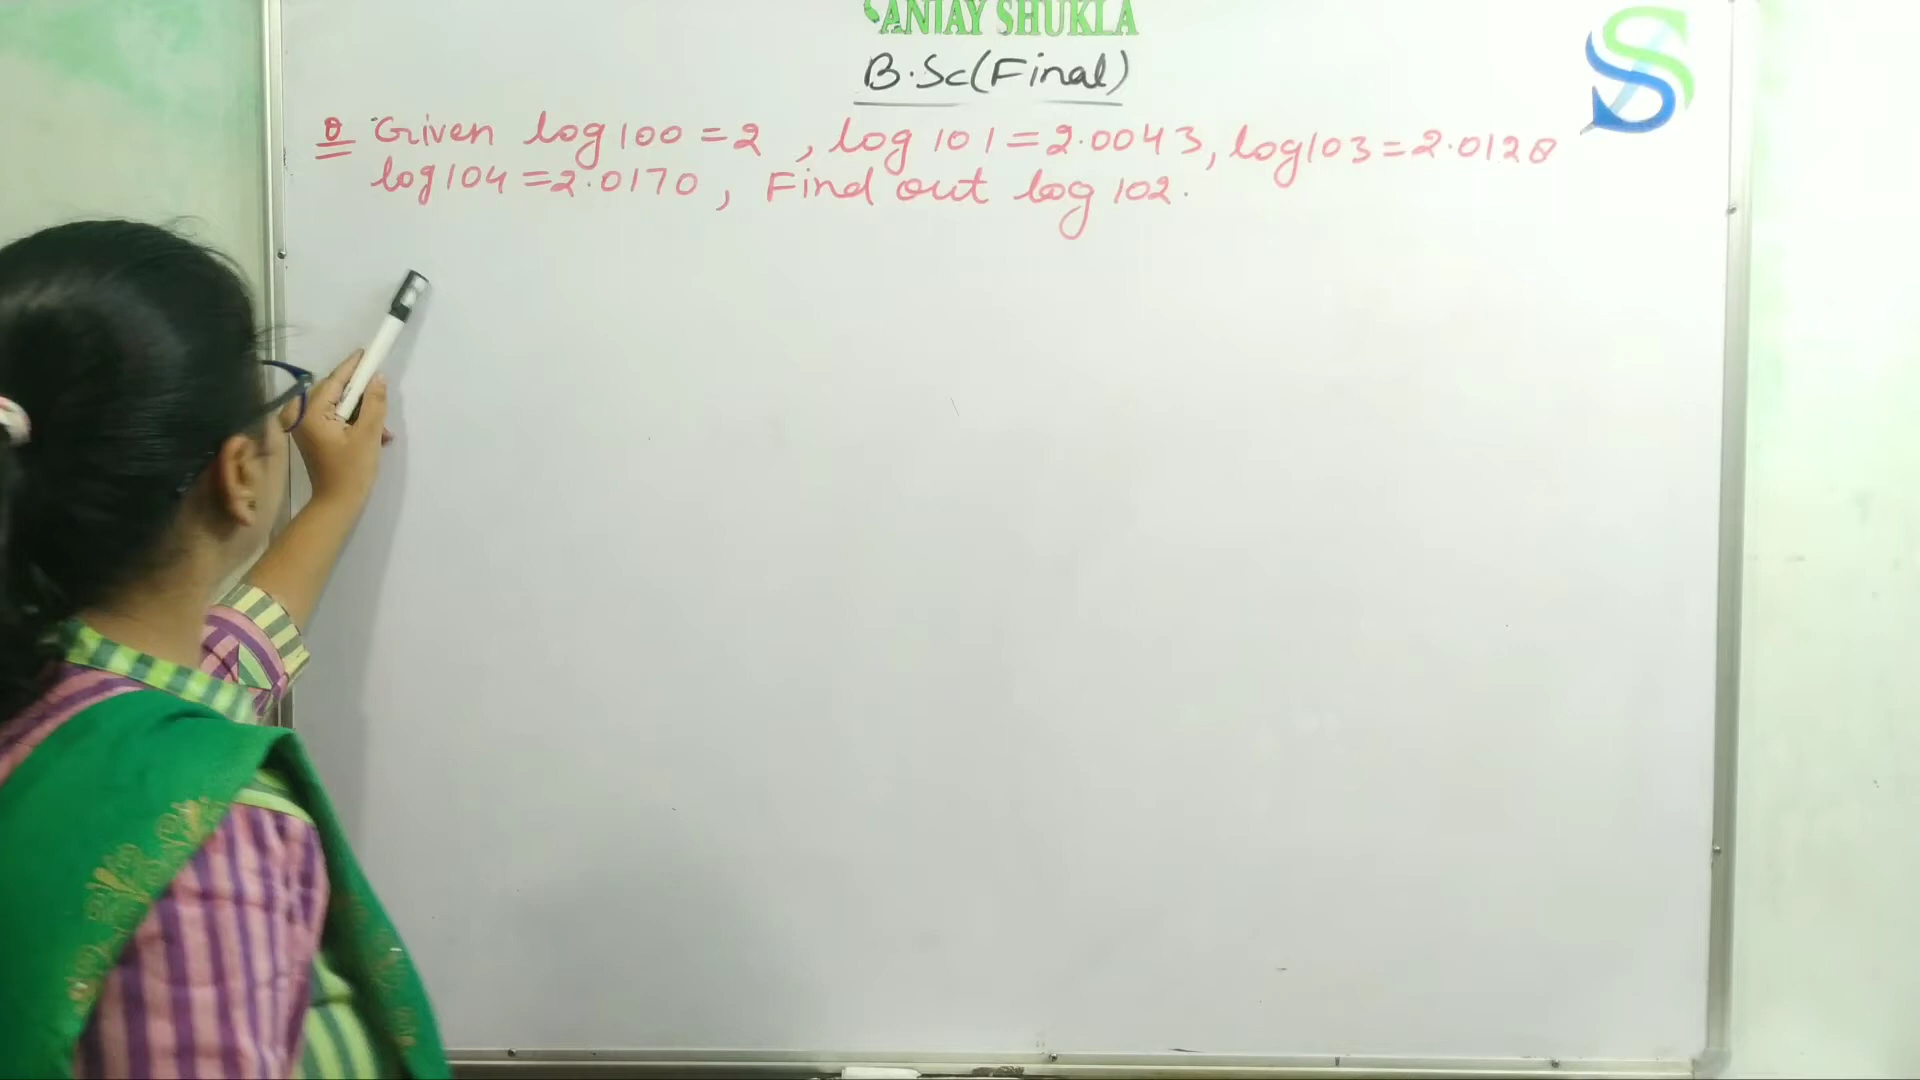 SANJAY SHUKLA
B.Sc(Final)
Q Given log100=2 , log 101=2.0043, log103=2.0128
log104=2.0170, Find out log 102.